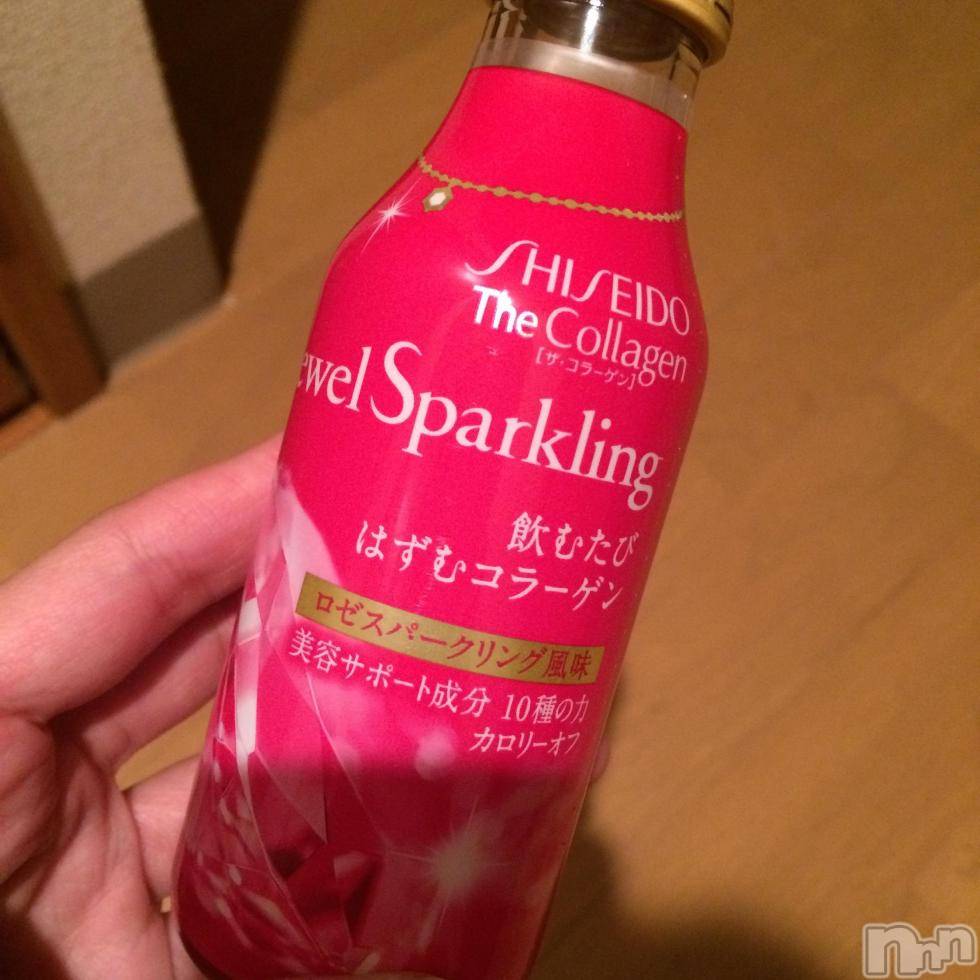 SHISEIDO
The Collagen
[ザ・コラーゲン]
ewel Sparkling
飲むたび
はずむコラーゲン
ロゼスパークリング風味
美容サポート成分 10種の力
カロリーオフ
nnn